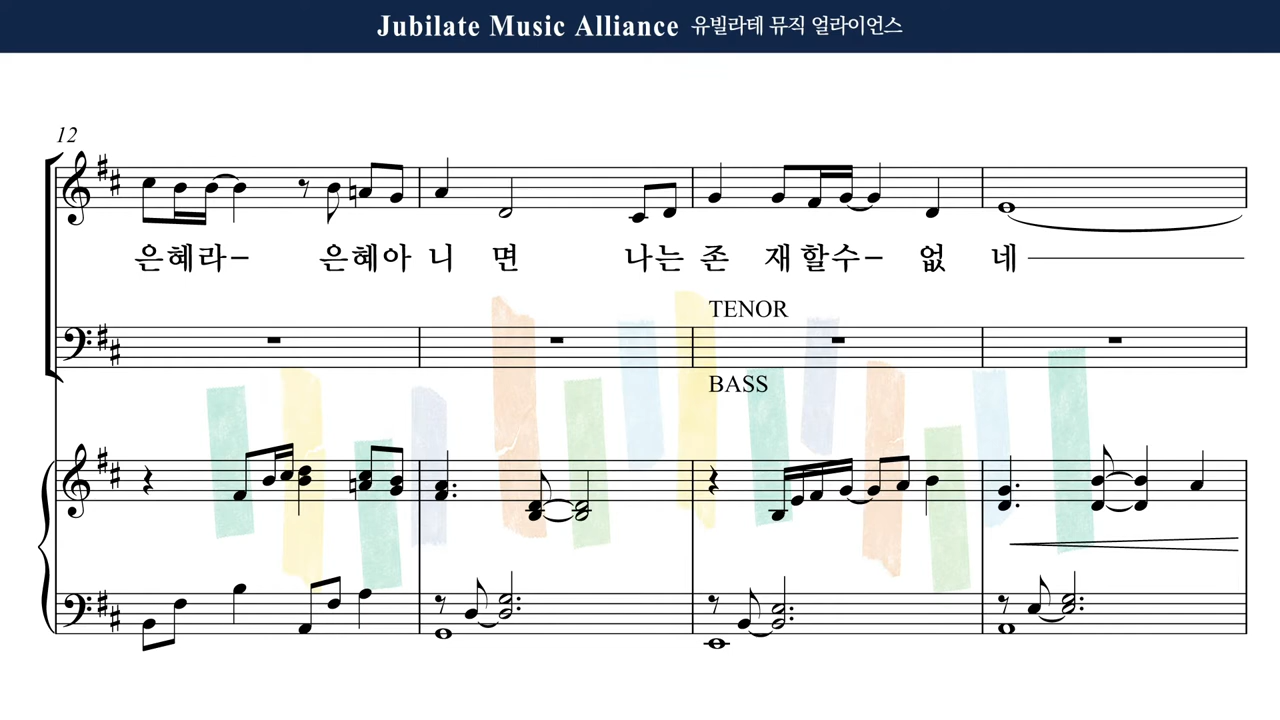 Jubilate Music Alliance 유빌라테 뮤직 얼라이언스
12
은혜라- 은혜아 니 면 나는 존 재 할수- 없 네
TENOR
BASS